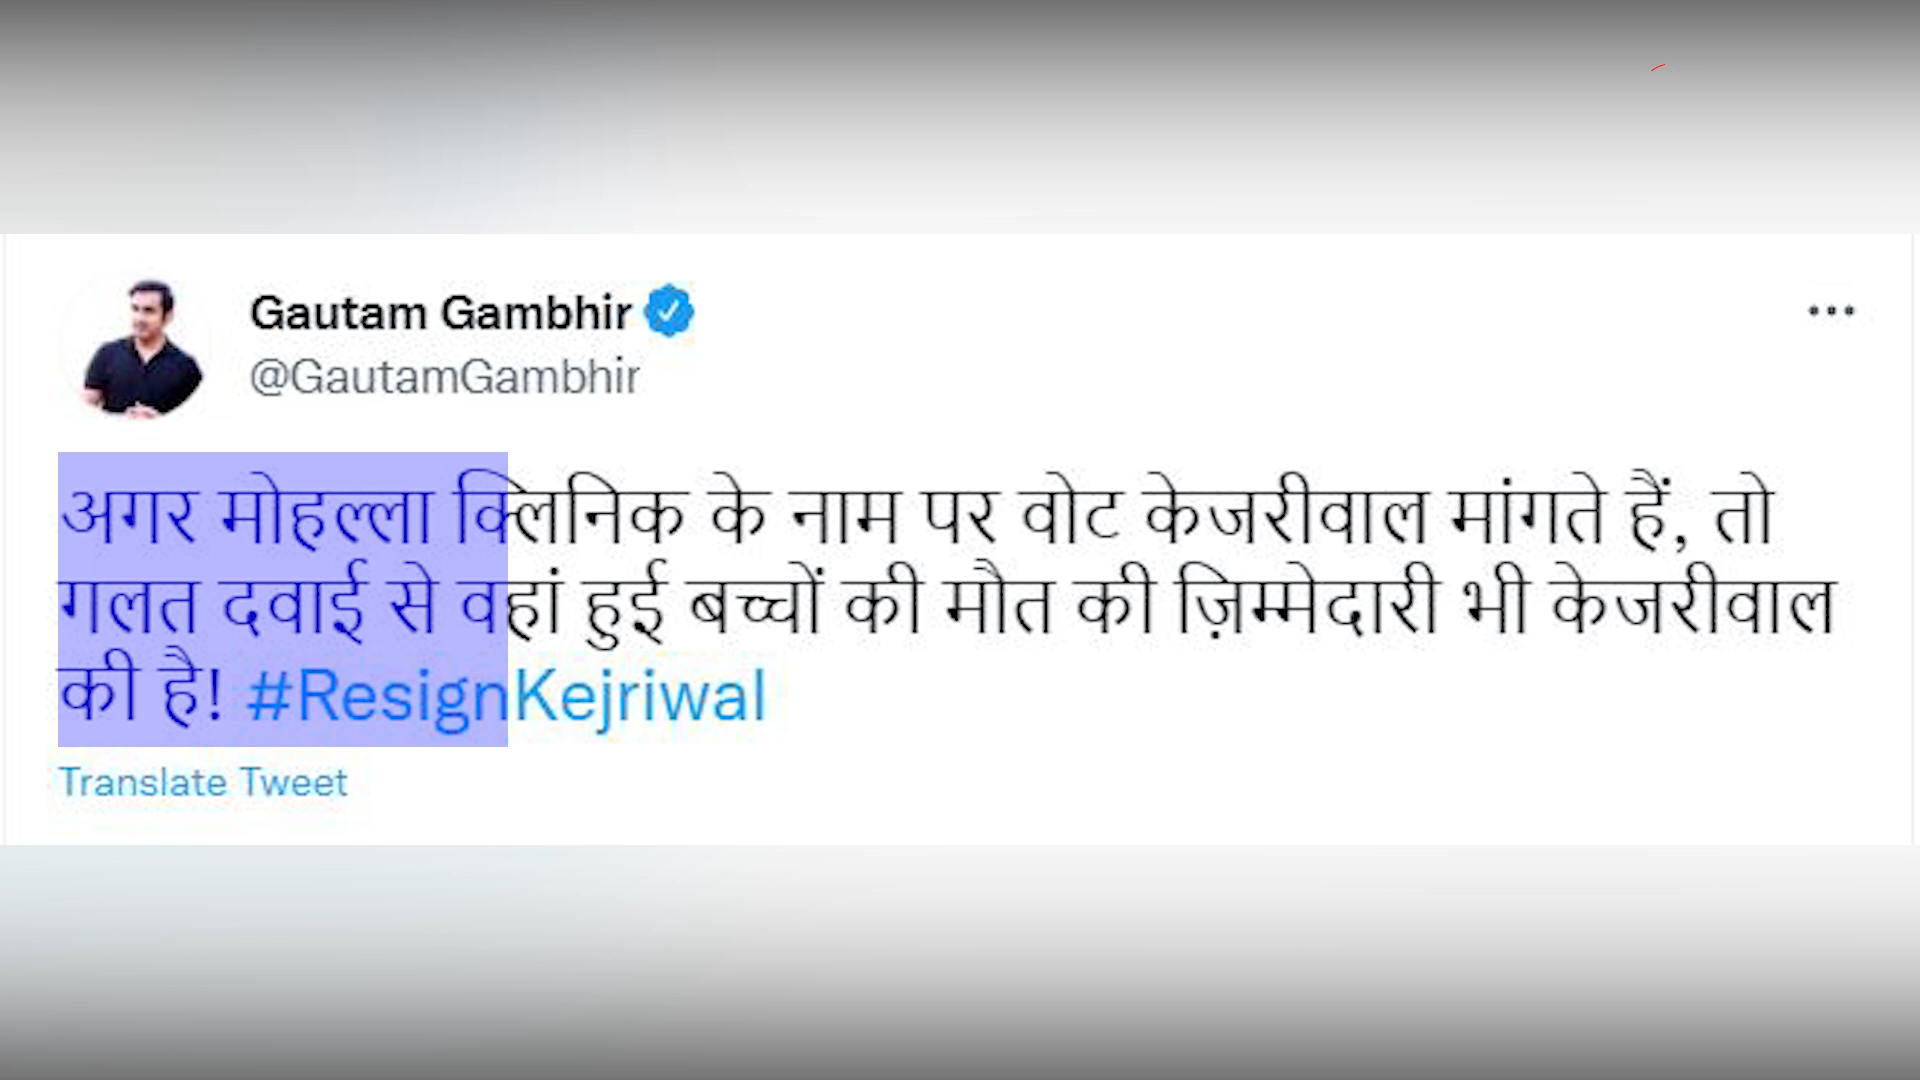 Gautam Gambhir
@GautamGambhir
अगर मोहल्ला क्लिनिक के नाम पर वोट केजरीवाल मांगते हैं, तो
गलत दवाई से वहां हुई बच्चों की मौत की ज़िम्मेदारी भी केजरीवाल
की है! #ResignKejriwal
Translate Tweet